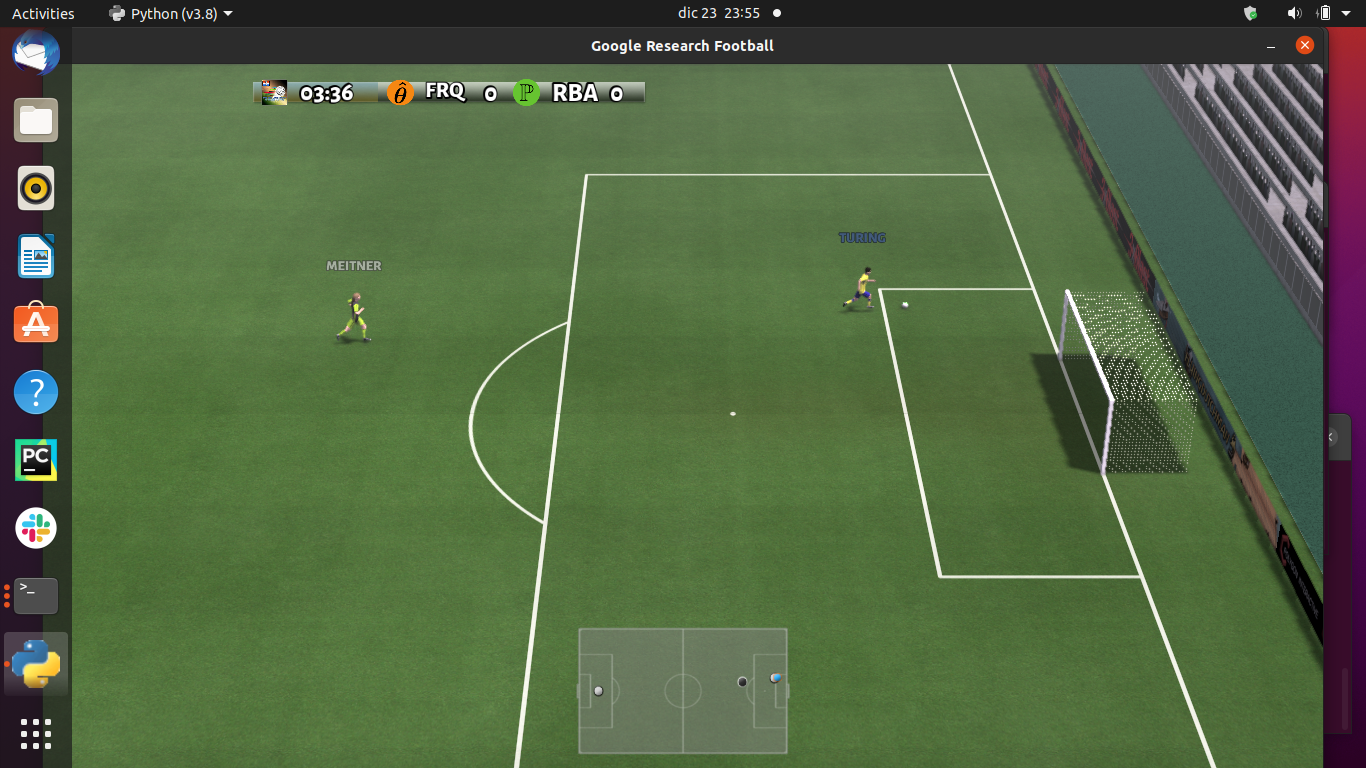 Activities
Python (v3.8)
dic 23 23:55
Google Research Football
03:36 θ̂ FRQ 0 ℙ RBA 0
TURING
MEITNER
A
?
PC
>_